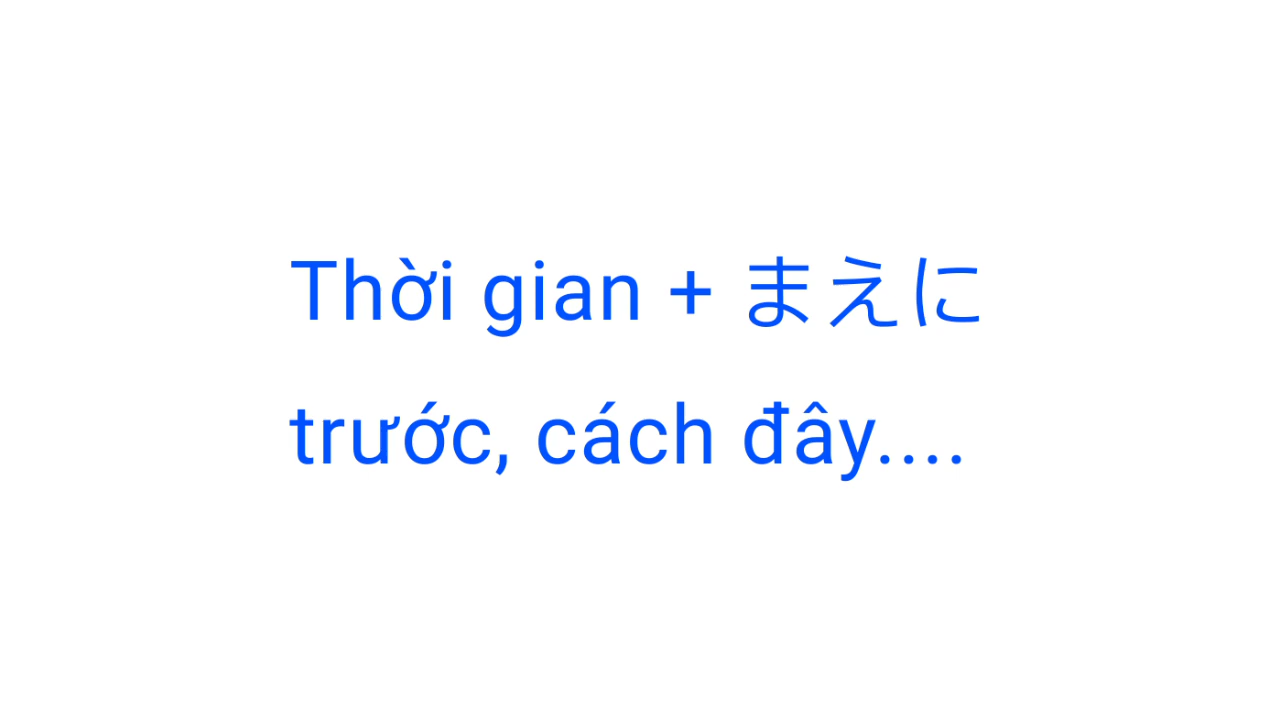 Thời gian + まえに
trước, cách đây....